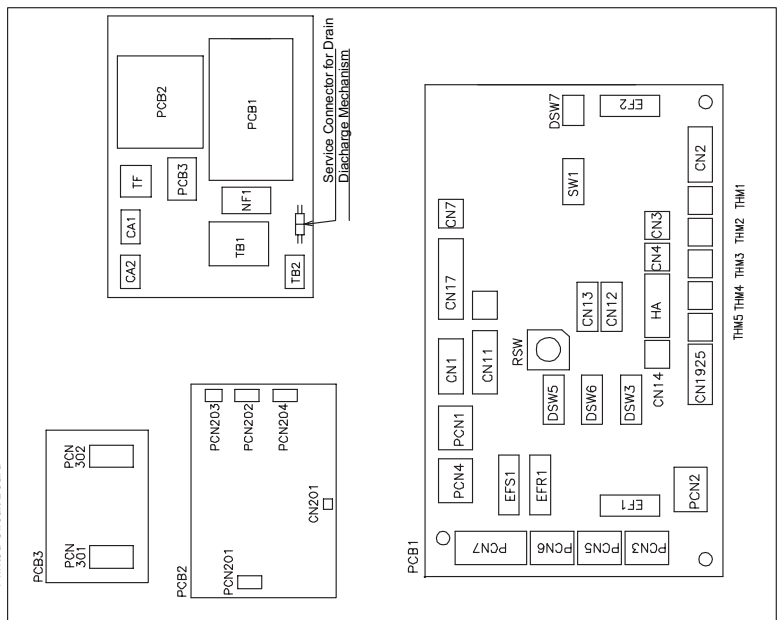 PCB2
PCB1
TF
PCB3
NF1
CA1
CA2
TB1
TB2
Service Connector for Drain
Diacharge Mechanism
PCB3
PCN
301
PCN
302
PCB2
PCN203
PCN202
PCN204
CN201
PCN201
PCB1
DSW7
EF2
CN2
SW1
CN7
CN17
CN3
CN4
HA
CN13
CN12
THM1
THM2
THM3
THM4
THM5
CN1
CN11
RSW
CN14
CN1925
DSW5
DSW6
DSW3
PCN1
PCN4
EFS1
EFR1
EF1
PCN2
PCN7
PCN6
PCN5
PCN3